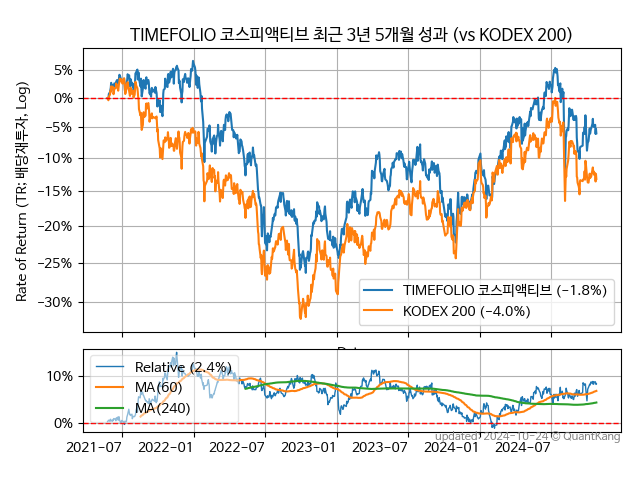 TIMEFOLIO 코스피액티브 최근 3년 5개월 성과 (vs KODEX 200)
Rate of Return (TR: 배당재투자, Log)
5%
0%
−5%
−10%
−15%
−20%
−25%
−30%
TIMEFOLIO 코스피액티브 (−1.8%)
KODEX 200 (−4.0%)
10%
0%
Relative (2.4%)
MA(60)
MA(240)
2021−07
2022−01
2022−07
2023−01
2023−07
2024−01
2024−07
updated: 2024-10-24 © QuantKang